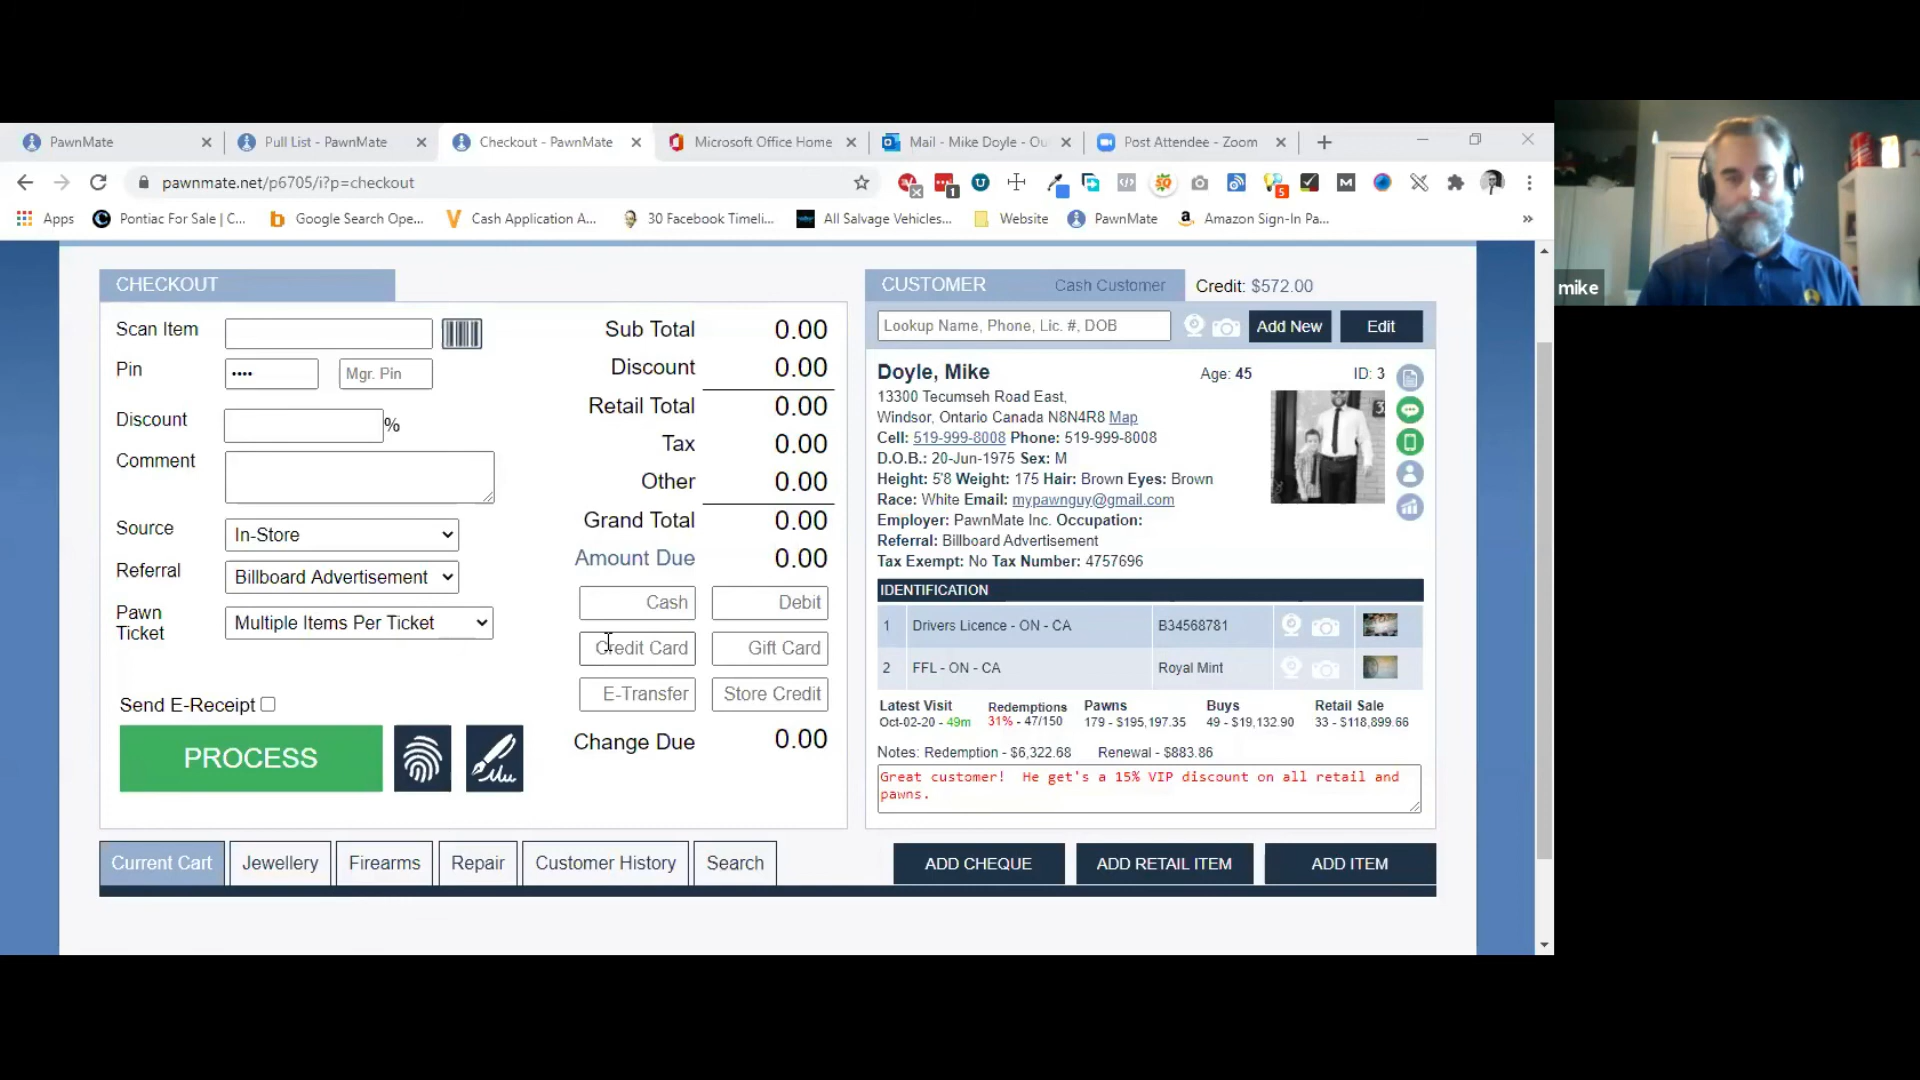 PawnMate
Pull List - PawnMate
Checkout - PawnMate
Microsoft Office Home
Mail - Mike Doyle - Ou
Post Attendee - Zoom
pawnmate.net/p6705/i?p=checkout
1
5
Apps
Pontiac For Sale | C...
Google Search Ope...
Cash Application A...
30 Facebook Timeli...
All Salvage Vehicles...
Website
PawnMate
Amazon Sign-In Pa...
»
mike
CHECKOUT
Scan Item
Pin
••••
Mgr. Pin
Discount
%
Comment
Source
In-Store
Referral
Billboard Advertisement
Pawn
Ticket
Multiple Items Per Ticket
Send E-Receipt
PROCESS
Sub Total 0.00
Discount 0.00
Retail Total 0.00
Tax 0.00
Other 0.00
Grand Total 0.00
Amount Due 0.00
Cash Debit
Credit Card Gift Card
E-Transfer Store Credit
Change Due 0.00
CUSTOMER Cash Customer Credit: $572.00
Lookup Name, Phone, Lic. #, DOB
Add New
Edit
Doyle, Mike Age: 45 ID: 3
13300 Tecumseh Road East,
Windsor, Ontario Canada N8N4R8 Map
Cell: 519-999-8008 Phone: 519-999-8008
D.O.B.: 20-Jun-1975 Sex: M
Height: 5'8 Weight: 175 Hair: Brown Eyes: Brown
Race: White Email: mypawnguy@gmail.com
Employer: PawnMate Inc. Occupation:
Referral: Billboard Advertisement
Tax Exempt: No Tax Number: 4757696
IDENTIFICATION
1 Drivers Licence - ON - CA B34568781
2 FFL - ON - CA Royal Mint
Latest Visit Redemptions Pawns Buys Retail Sale
Oct-02-20 - 49m 31% - 47/150 179 - $195,197.35 49 - $19,132.90 33 - $118,899.66
Notes: Redemption - $6,322.68 Renewal - $883.86
Great customer! He get's a 15% VIP discount on all retail and
pawns.
Current Cart
Jewellery
Firearms
Repair
Customer History
Search
ADD CHEQUE
ADD RETAIL ITEM
ADD ITEM